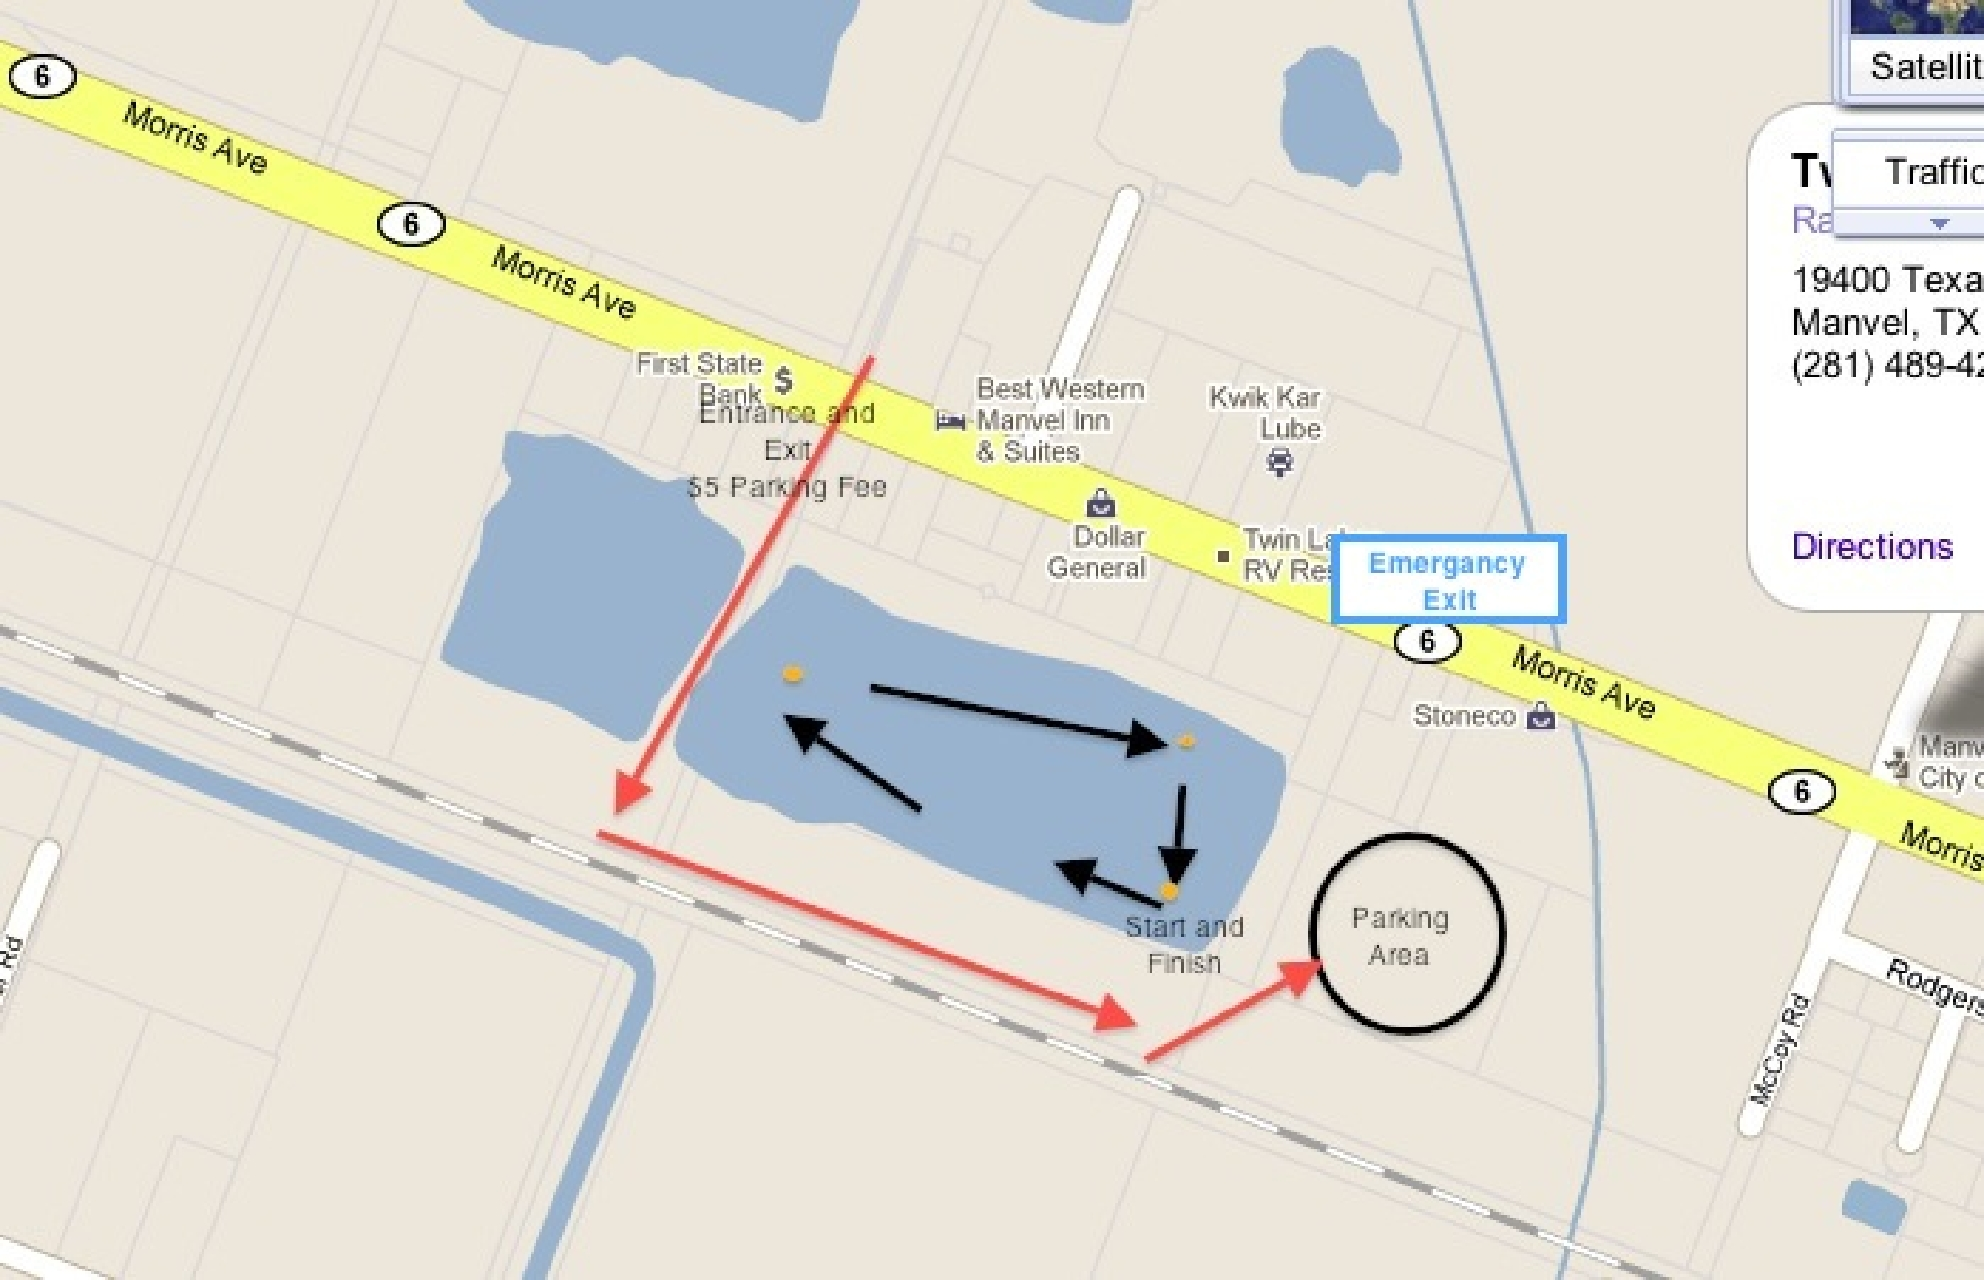 6
Morris Ave
6
Morris Ave
Satellit
Traffic
19400 Texa
Manvel, TX
(281) 489-42
Directions
First State
Bank
$
Entrance and
Exit
$5 Parking Fee
Best Western
Manvel Inn
& Suites
Kwik Kar
Lube
Dollar
General
Twin La
RV Res
Emergancy
Exit
6
Morris Ave
Stoneco
6
Manv
City o
Morris
Start and
Finish
Parking
Area
Rodgers
McCoy Rd
Rd